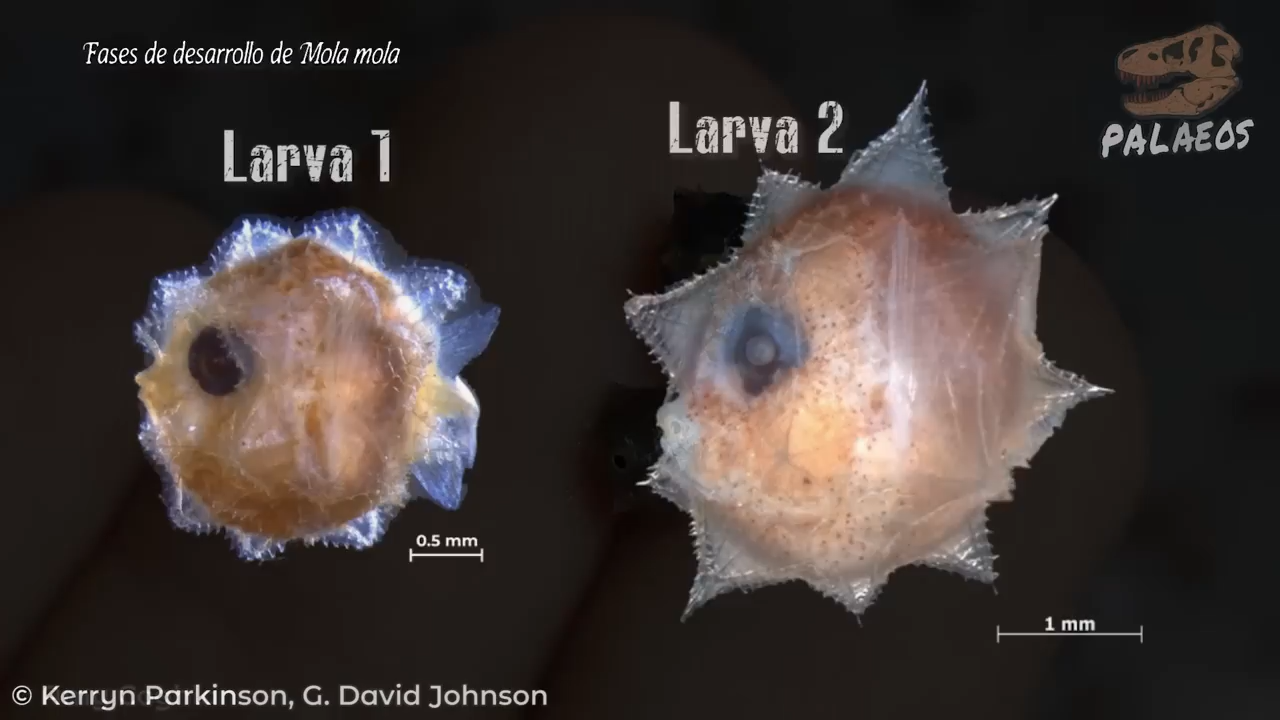 Fases de desarrollo de Mola mola
PALAEOS
Larva 1
Larva 2
0.5 mm
1 mm
© Kerryn Parkinson, G. David Johnson